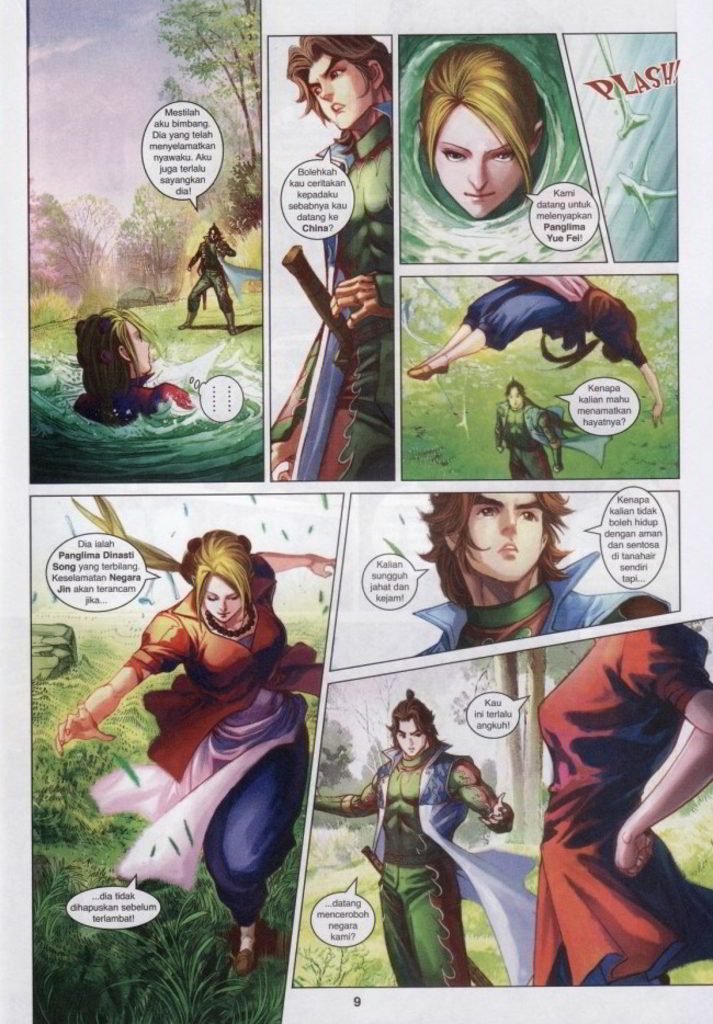 Mestilah
aku bimbang.
Dia yang telah
menyelamatkan
nyawaku. Aku
juga terlalu
sayangkan
dia!
Bolehkah
kau ceritakan
kepadaku
sebabnya kau
datang ke
China?
Kami
datang untuk
melenyapkan
Panglima
Yue Fei!
PLASH!
Kenapa
kalian mahu
menamatkan
hayatnya?
Dia ialah
Panglima Dinasti
Song yang terbilang.
Keselamatan Negara
Jin akan terancam
jika...
...dia tidak
dihapuskan sebelum
terlambat!
Kalian
sungguh
jahat dan
kejam!
Kenapa
kalian tidak
boleh hidup
dengan aman
dan sentosa
di tanahair
sendiri
tapi...
...datang
menceroboh
negara
kami?
Kau
ini terlalu
angkuh!
9